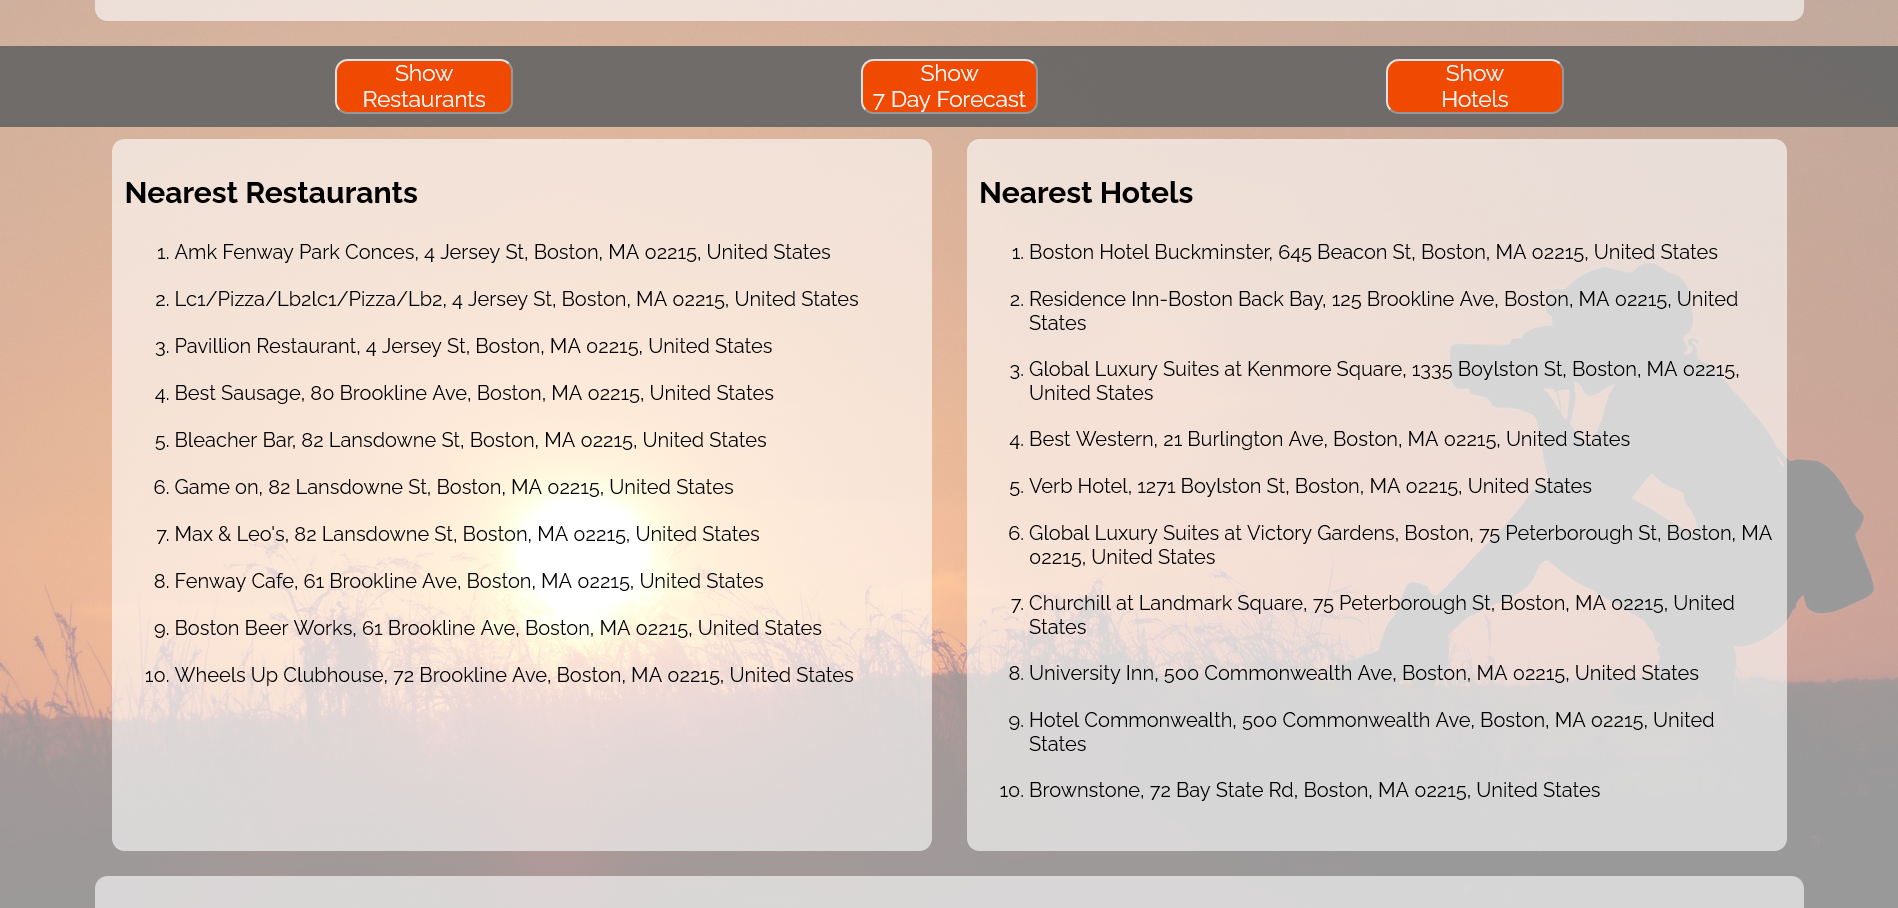 Show
Restaurants
Show
7 Day Forecast
Show
Hotels
Nearest Restaurants
1. Amk Fenway Park Conces, 4 Jersey St, Boston, MA 02215, United States
2. Lc1/Pizza/Lb2lc1/Pizza/Lb2, 4 Jersey St, Boston, MA 02215, United States
3. Pavillion Restaurant, 4 Jersey St, Boston, MA 02215, United States
4. Best Sausage, 80 Brookline Ave, Boston, MA 02215, United States
5. Bleacher Bar, 82 Lansdowne St, Boston, MA 02215, United States
6. Game on, 82 Lansdowne St, Boston, MA 02215, United States
7. Max & Leo's, 82 Lansdowne St, Boston, MA 02215, United States
8. Fenway Cafe, 61 Brookline Ave, Boston, MA 02215, United States
9. Boston Beer Works, 61 Brookline Ave, Boston, MA 02215, United States
10. Wheels Up Clubhouse, 72 Brookline Ave, Boston, MA 02215, United States
Nearest Hotels
1. Boston Hotel Buckminster, 645 Beacon St, Boston, MA 02215, United States
2. Residence Inn-Boston Back Bay, 125 Brookline Ave, Boston, MA 02215, United
States
3. Global Luxury Suites at Kenmore Square, 1335 Boylston St, Boston, MA 02215,
United States
4. Best Western, 21 Burlington Ave, Boston, MA 02215, United States
5. Verb Hotel, 1271 Boylston St, Boston, MA 02215, United States
6. Global Luxury Suites at Victory Gardens, Boston, 75 Peterborough St, Boston, MA
02215, United States
7. Churchill at Landmark Square, 75 Peterborough St, Boston, MA 02215, United
States
8. University Inn, 500 Commonwealth Ave, Boston, MA 02215, United States
9. Hotel Commonwealth, 500 Commonwealth Ave, Boston, MA 02215, United
States
10. Brownstone, 72 Bay State Rd, Boston, MA 02215, United States